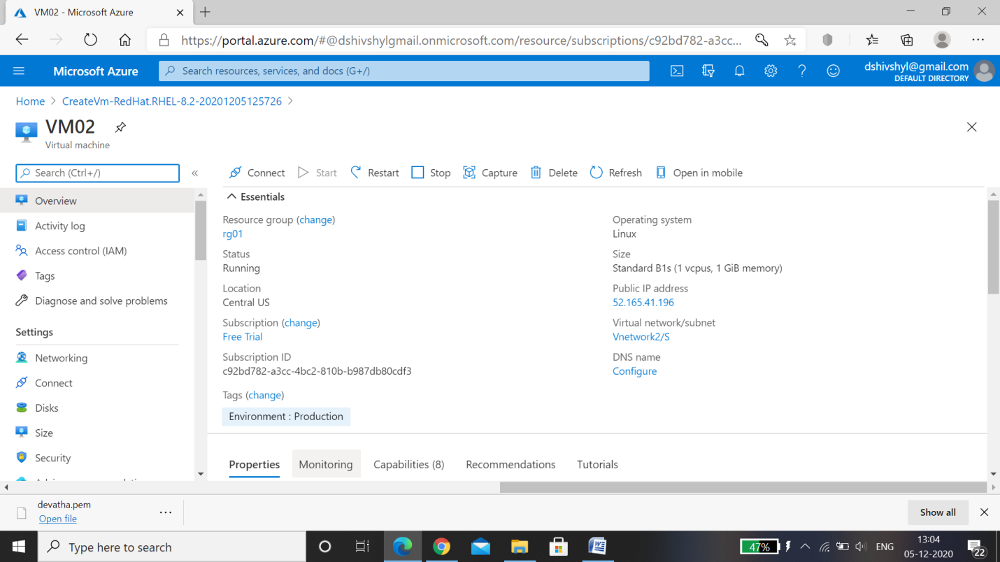 VM02 - Microsoft Azure
https://portal.azure.com/#@dshivshylgmail.onmicrosoft.com/resource/subscriptions/c92bd782-a3cc...
Microsoft Azure
Search resources, services, and docs (G+/)
dshivshyl@gmail.com
DEFAULT DIRECTORY
Home > CreateVm-RedHat.RHEL-8.2-20201205125726 >
VM02
Virtual machine
Search (Ctrl+/)
«
Connect Start Restart Stop Capture Delete Refresh Open in mobile
Overview
Activity log
Access control (IAM)
Tags
Diagnose and solve problems
Settings
Networking
Connect
Disks
Size
Security
Essentials
Resource group (change)
rg01
Status
Running
Location
Central US
Subscription (change)
Free Trial
Subscription ID
c92bd782-a3cc-4bc2-810b-b987db80cdf3
Tags (change)
Environment : Production
Operating system
Linux
Size
Standard B1s (1 vcpus, 1 GiB memory)
Public IP address
52.165.41.196
Virtual network/subnet
Vnetwork2/S
DNS name
Configure
Properties Monitoring Capabilities (8) Recommendations Tutorials
devatha.pem
Open file
...
Show all
Type here to search
47%
ENG
13:04
05-12-2020
22